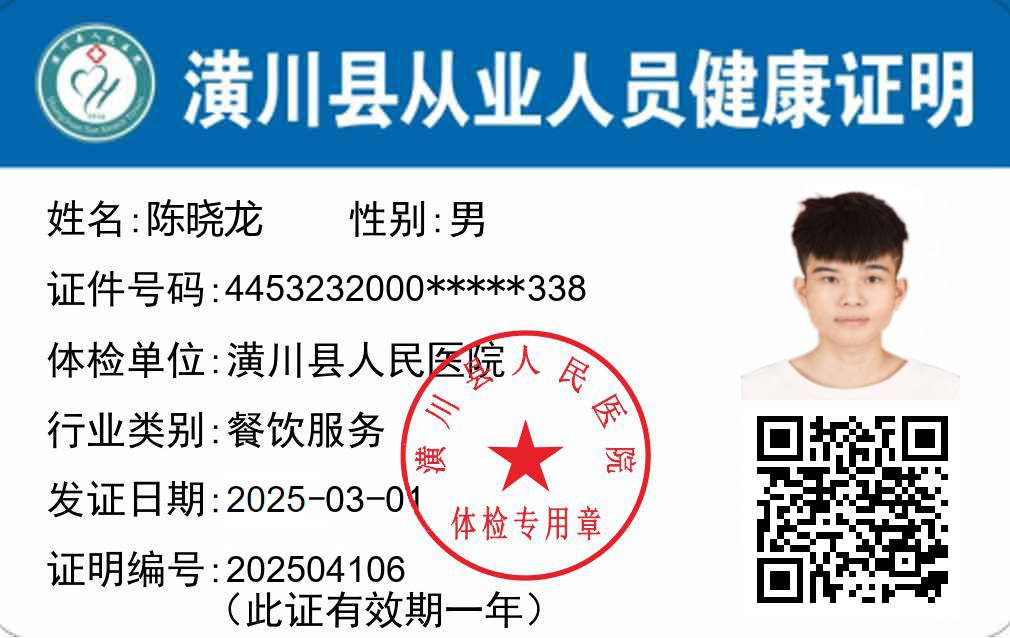 潢川县从业人员健康证明
姓名:陈晓龙 性别:男
证件号码:4453232000*****338
体检单位:潢川县人民医院
行业类别:餐饮服务
发证日期:2025-03-01
证明编号:202504106
（此证有效期一年）
潢川县人民医院
体检专用章